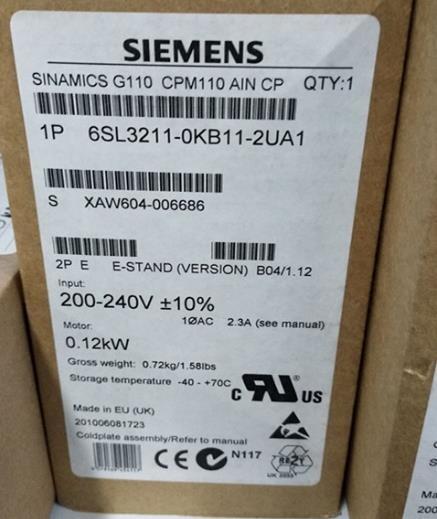 SIEMENS
SINAMICS G110 CPM110 AIN CP QTY:1
1P 6SL3211-0KB11-2UA1
S XAW604-006686
2P E E-STAND (VERSION) B04/1.12
Input:
200-240V ±10%
1ØAC 2.3A (see manual)
Motor:
0.12kW
Gross weight: 0.72kg/1.58lbs
Storage temperature -40 - +70C
C RU US
Made in EU (UK)
201006081723
Coldplate assembly/Refer to manual
CE N117